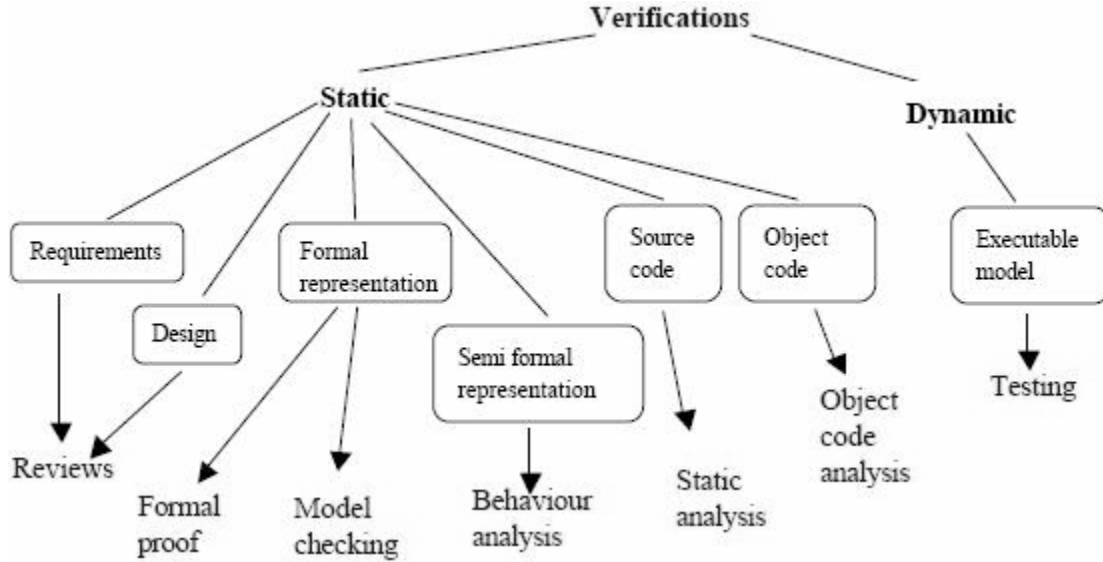 Verifications
Static
Dynamic
Requirements
Formal
representation
Source
code
Object
code
Executable
model
Design
Semi formal
representation
Testing
Object
code
analysis
Reviews
Formal
proof
Model
checking
Behaviour
analysis
Static
analysis